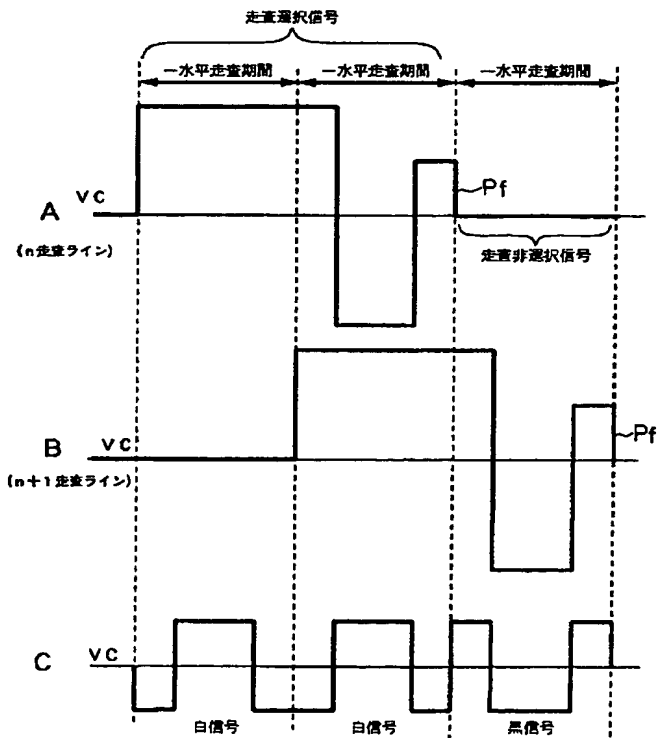 走査選択信号
一水平走査期間 一水平走査期間 一水平走査期間
VC
Pf
A
(n走査ライン)
走査非選択信号
VC
Pf
B
(n+1走査ライン)
VC
C
白信号 白信号 黒信号